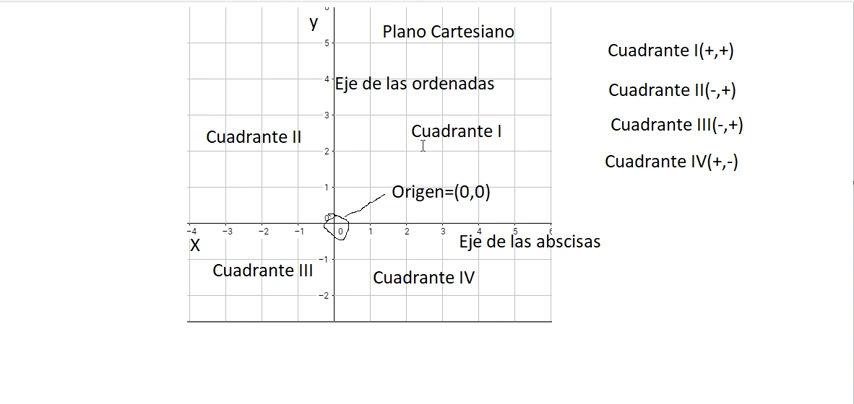 y
Plano Cartesiano
Cuadrante I(+,+)
5
4
Eje de las ordenadas
Cuadrante II(-,+)
3
Cuadrante II
Cuadrante I
Cuadrante III(-,+)
2
Cuadrante IV(+,-)
1
Origen=(0,0)
-4 -3 -2 -1 0 1 2 3 4 5 6
X
Eje de las abscisas
-1
Cuadrante III
Cuadrante IV
-2